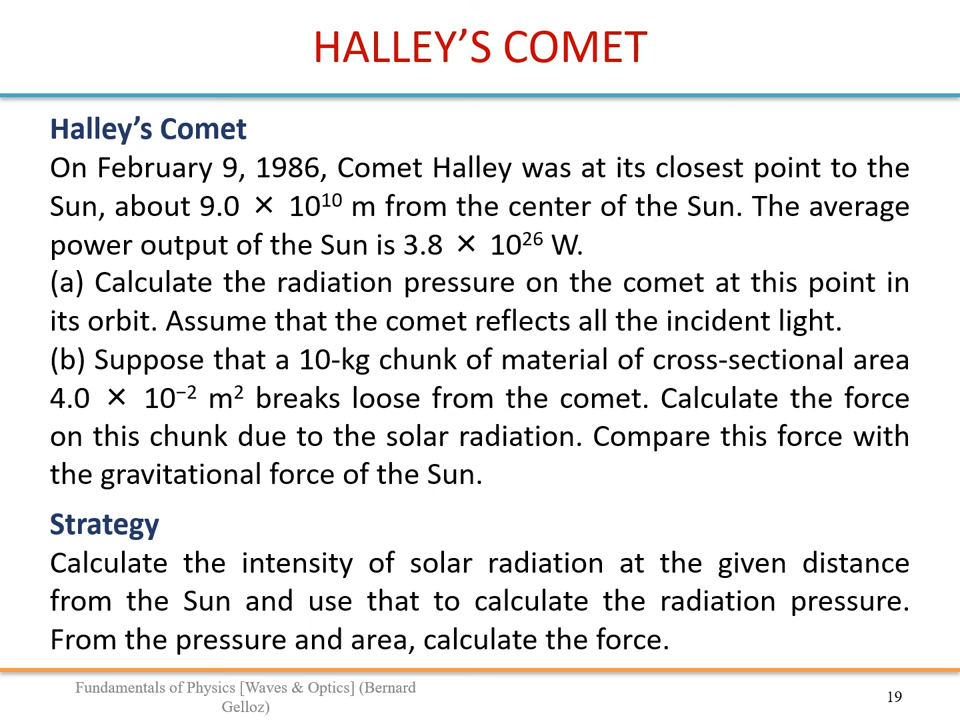 HALLEY’S COMET
Halley’s Comet
On February 9, 1986, Comet Halley was at its closest point to the
Sun, about 9.0 × 10¹⁰ m from the center of the Sun. The average
power output of the Sun is 3.8 × 10²⁶ W.
(a) Calculate the radiation pressure on the comet at this point in
its orbit. Assume that the comet reflects all the incident light.
(b) Suppose that a 10-kg chunk of material of cross-sectional area
4.0 × 10⁻² m² breaks loose from the comet. Calculate the force
on this chunk due to the solar radiation. Compare this force with
the gravitational force of the Sun.
Strategy
Calculate the intensity of solar radiation at the given distance
from the Sun and use that to calculate the radiation pressure.
From the pressure and area, calculate the force.
Fundamentals of Physics [Waves & Optics] (Bernard
Gelloz)
19